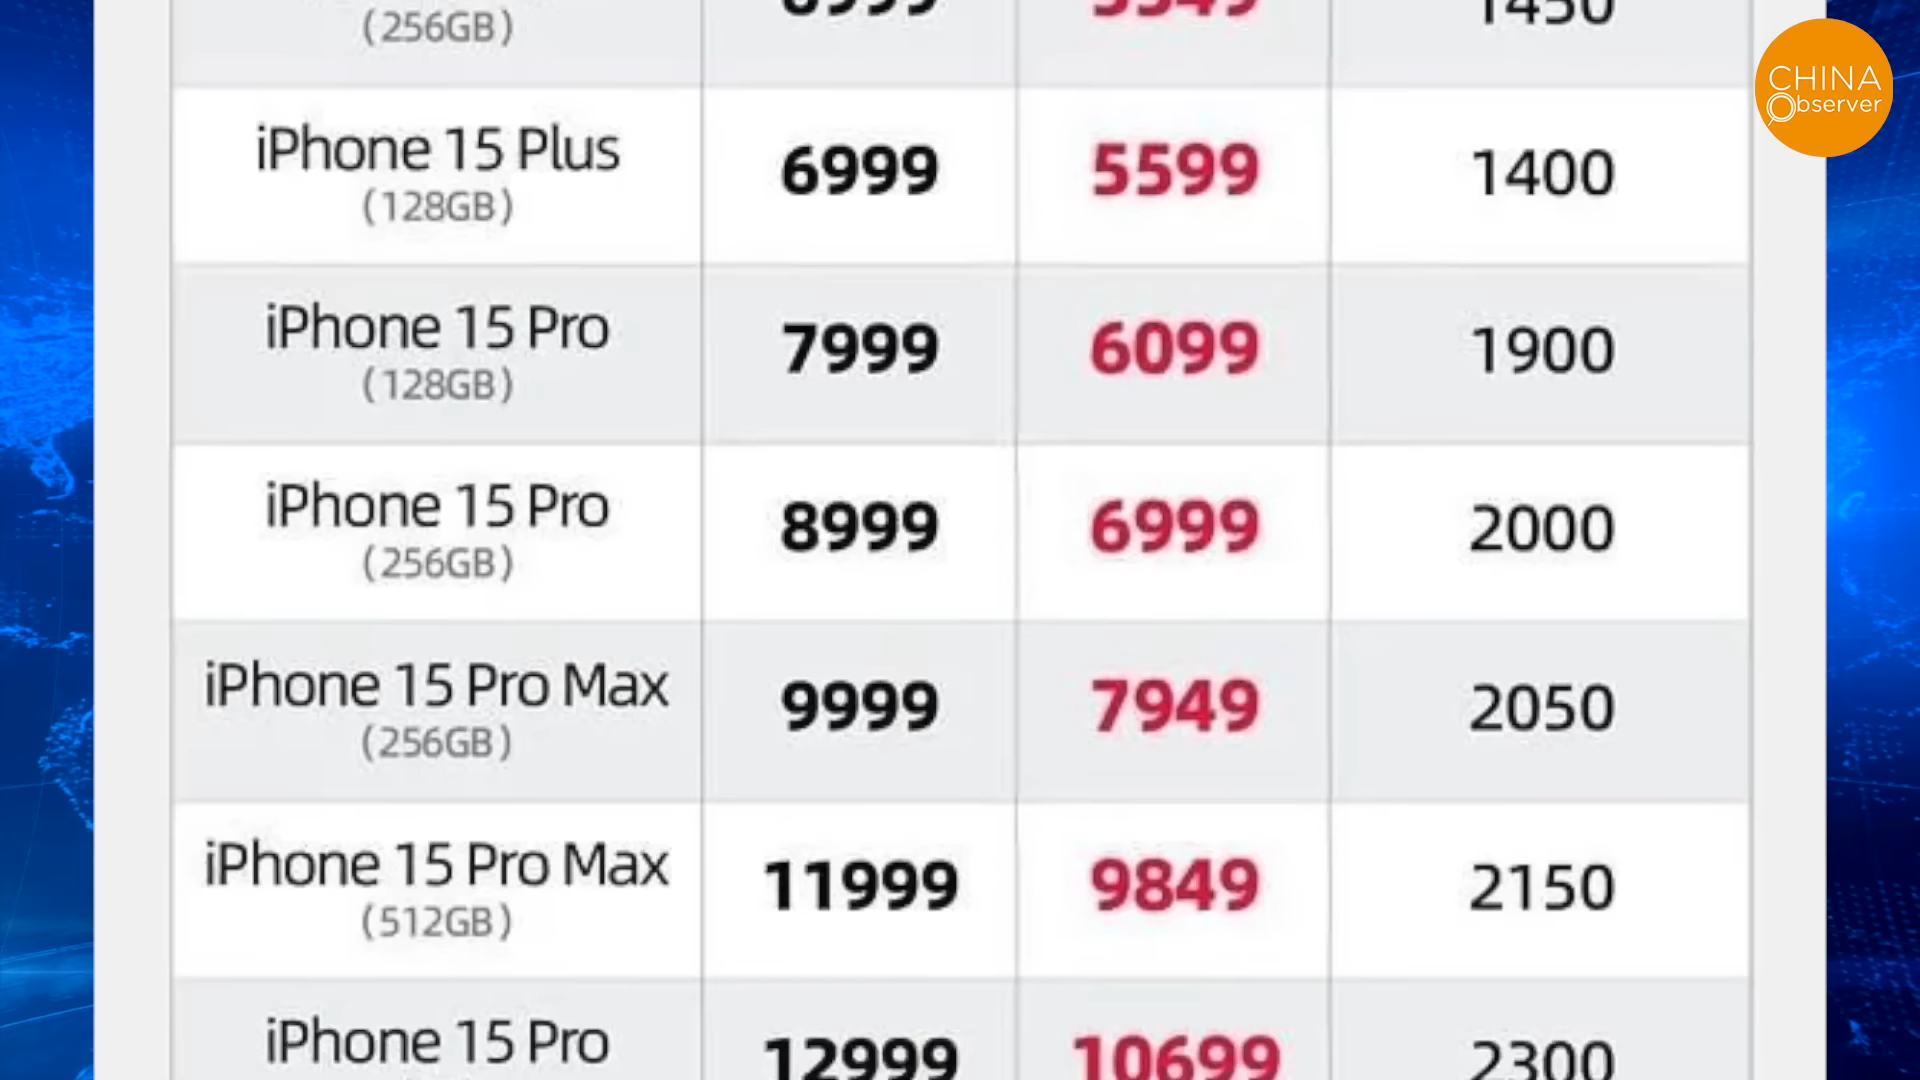 (256GB)
1450
CHINA
Observer
iPhone 15 Plus
(128GB)
6999
5599
1400
iPhone 15 Pro
(128GB)
7999
6099
1900
iPhone 15 Pro
(256GB)
8999
6999
2000
iPhone 15 Pro Max
(256GB)
9999
7949
2050
iPhone 15 Pro Max
(512GB)
11999
9849
2150
iPhone 15 Pro
12999
10699
2300